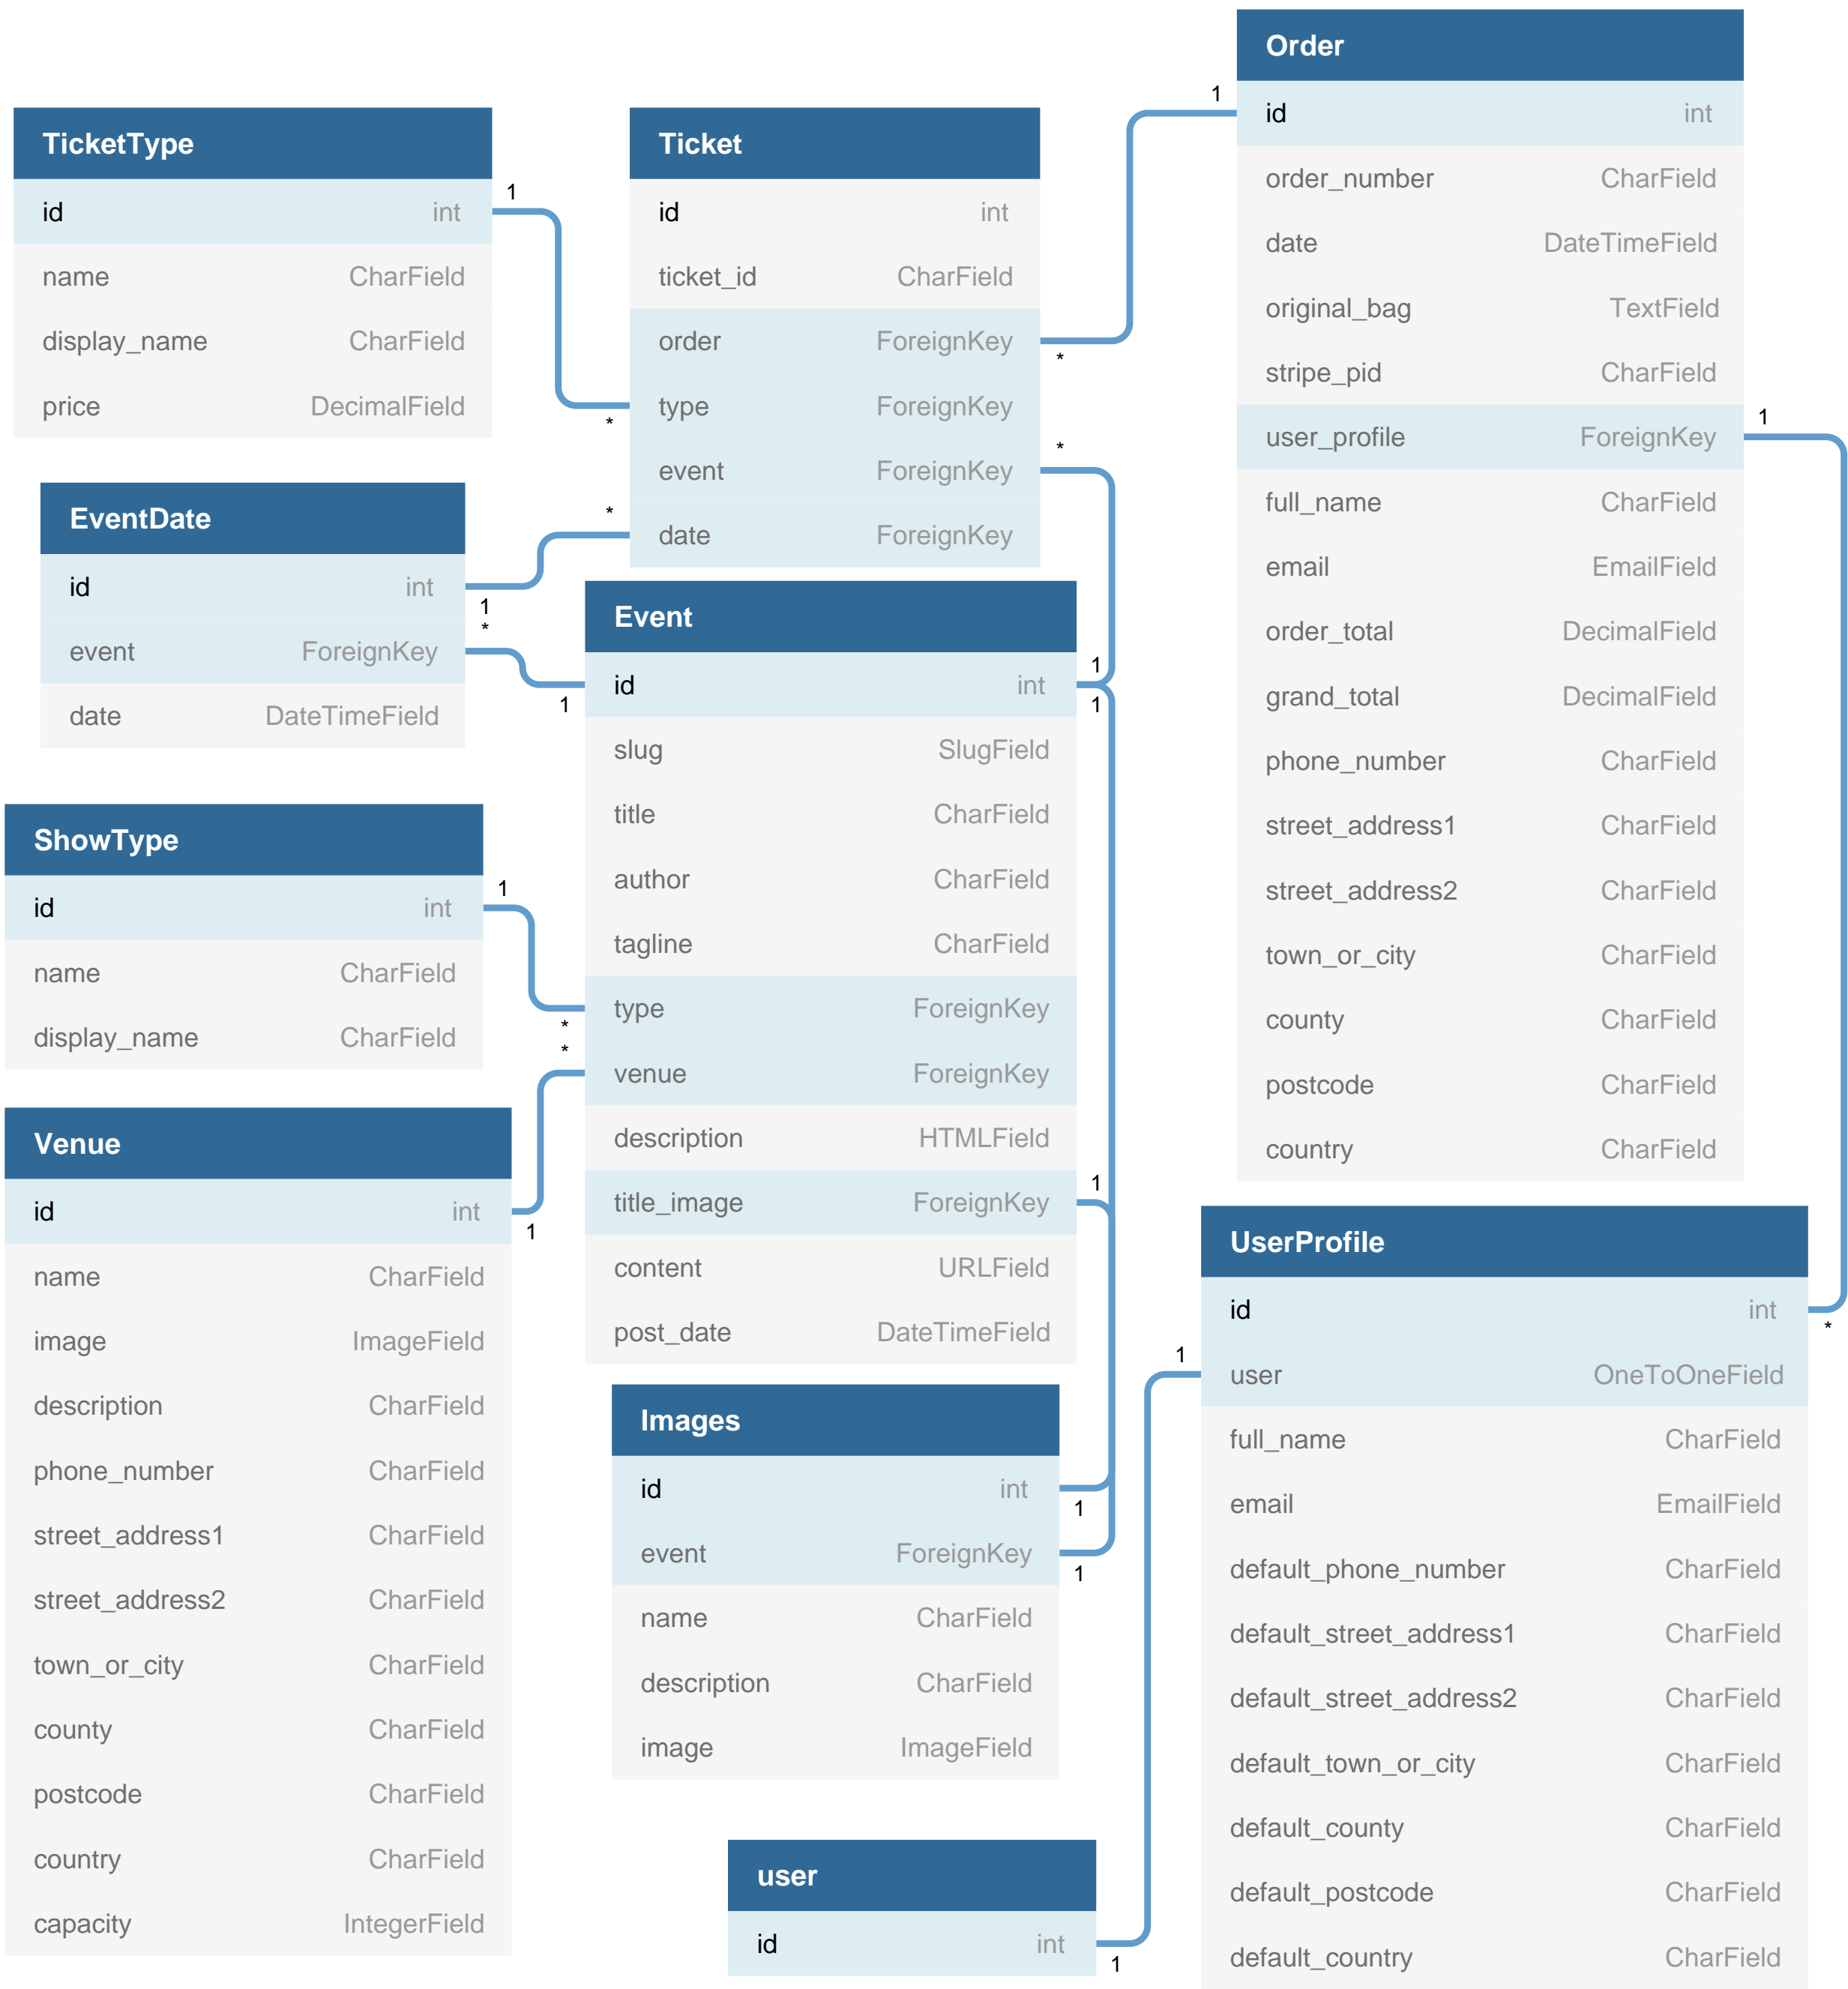 TicketType
id int
name CharField
display_name CharField
price DecimalField
1
*
EventDate
id int
event ForeignKey
date DateTimeField
1
*
*
1
ShowType
id int
name CharField
display_name CharField
1
*
Venue
id int
name CharField
image ImageField
description CharField
phone_number CharField
street_address1 CharField
street_address2 CharField
town_or_city CharField
county CharField
postcode CharField
country CharField
capacity IntegerField
1
*
Ticket
id int
ticket_id CharField
order ForeignKey
type ForeignKey
event ForeignKey
date ForeignKey
*
1
*
1
Event
id int
slug SlugField
title CharField
author CharField
tagline CharField
type ForeignKey
venue ForeignKey
description HTMLField
title_image ForeignKey
content URLField
post_date DateTimeField
1
1
Images
id int
event ForeignKey
name CharField
description CharField
image ImageField
1
1
user
id int
1
1
Order
id int
order_number CharField
date DateTimeField
original_bag TextField
stripe_pid CharField
user_profile ForeignKey
full_name CharField
email EmailField
order_total DecimalField
grand_total DecimalField
phone_number CharField
street_address1 CharField
street_address2 CharField
town_or_city CharField
county CharField
postcode CharField
country CharField
1
*
UserProfile
id int
user OneToOneField
full_name CharField
email EmailField
default_phone_number CharField
default_street_address1 CharField
default_street_address2 CharField
default_town_or_city CharField
default_county CharField
default_postcode CharField
default_country CharField